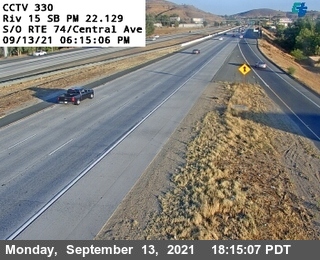 CCTV 330
Riv 15 SB PM 22.129
S/O RTE 74/Central Ave
09/13/21 06:15:06 PM
Monday, September 13, 2021 18:15:07 PDT